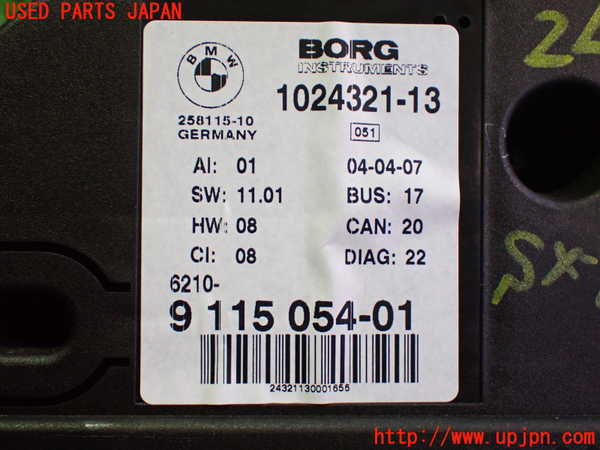 USED PARTS JAPAN
BMW
BORG
INSTRUMENTS
258115-10
GERMANY
1024321-13
051
AI: 01
04-04-07
SW: 11.01
BUS: 17
HW: 08
CAN: 20
CI: 08
DIAG: 22
6210-
9 115 054-01
24321130001656
http://www.upjpn.com